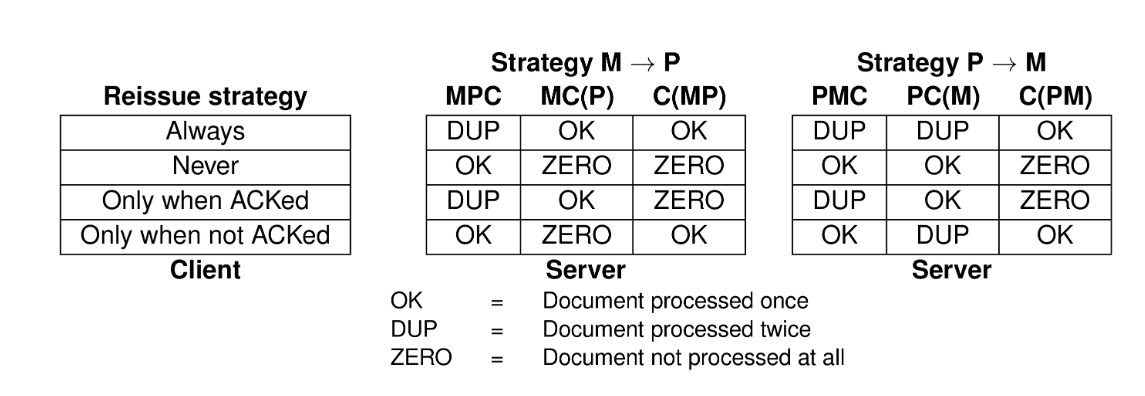 Strategy M → P Strategy P → M
Reissue strategy MPC MC(P) C(MP) PMC PC(M) C(PM)
Always DUP OK OK DUP DUP OK
Never OK ZERO ZERO OK OK ZERO
Only when ACKed DUP OK ZERO DUP OK ZERO
Only when not ACKed OK ZERO OK OK DUP OK
Client Server Server
OK = Document processed once
DUP = Document processed twice
ZERO = Document not processed at all